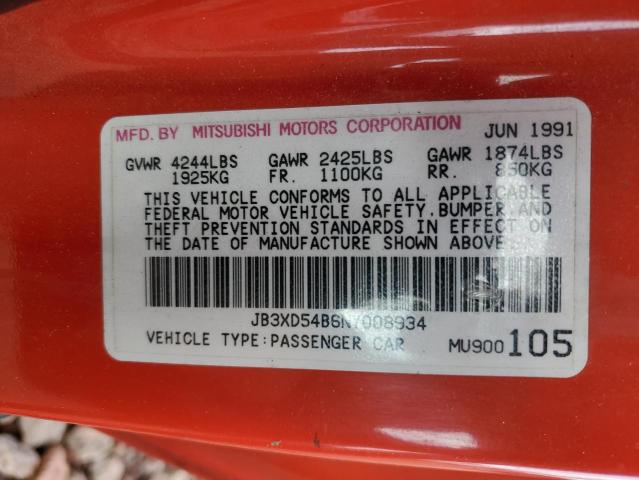 MFD. BY MITSUBISHI MOTORS CORPORATION JUN 1991
GVWR 4244LBS GAWR 2425LBS GAWR 1874LBS
1925KG FR. 1100KG RR. 850KG
THIS VEHICLE CONFORMS TO ALL APPLICABLE
FEDERAL MOTOR VEHICLE SAFETY, BUMPER, AND
THEFT PREVENTION STANDARDS IN EFFECT ON
THE DATE OF MANUFACTURE SHOWN ABOVE.
JB3XD54B6NY008934
VEHICLE TYPE:PASSENGER CAR MU900105